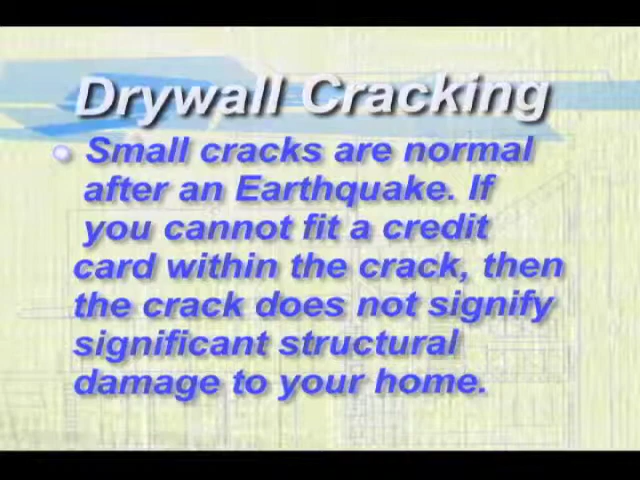 Drywall Cracking
Small cracks are normal
after an Earthquake. If
you cannot fit a credit
card within the crack, then
the crack does not signify
significant structural
damage to your home.